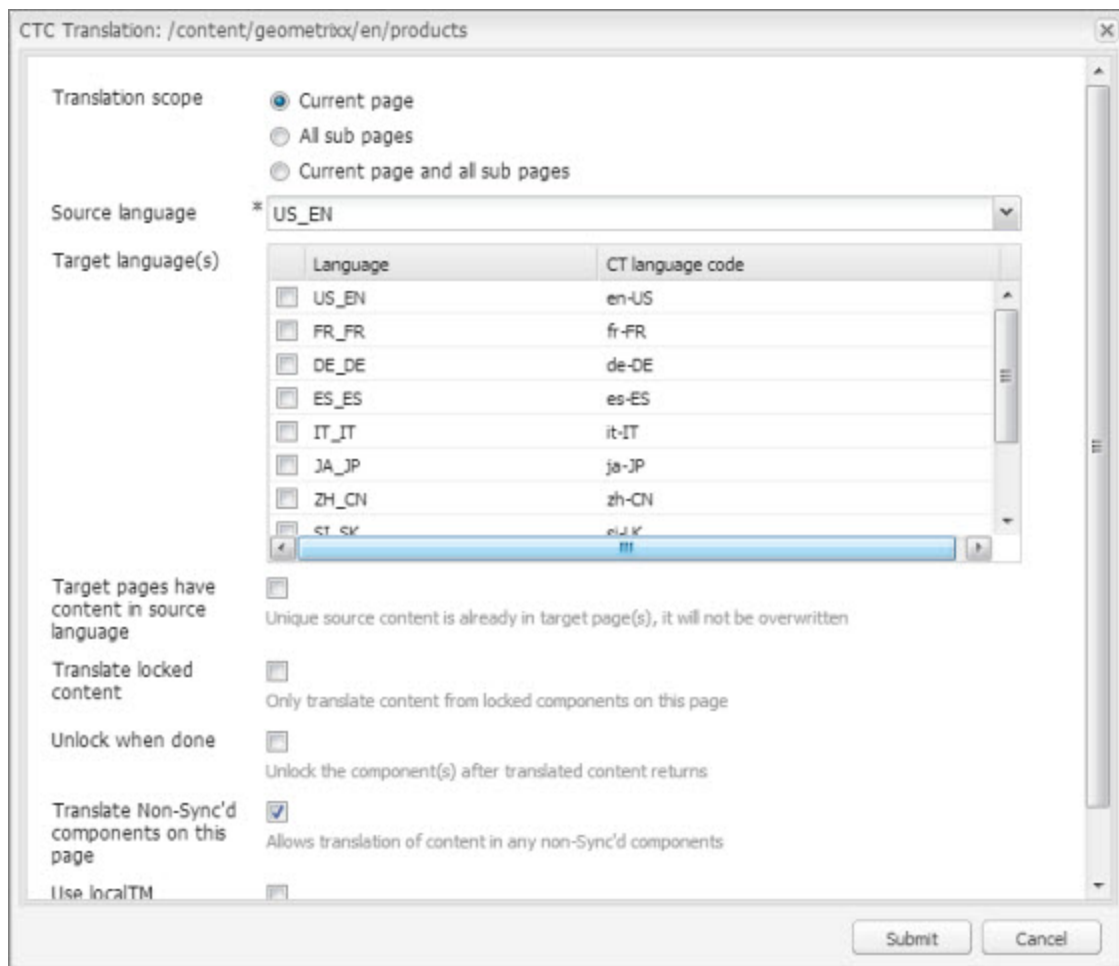 CTC Translation: /content/geometrixx/en/products
Translation scope
Current page
All sub pages
Current page and all sub pages
Source language * US_EN
Target language(s)
Language CT language code
US_EN en-US
FR_FR fr-FR
DE_DE de-DE
ES_ES es-ES
IT_IT it-IT
JA_JP ja-JP
ZH_CN zh-CN
SI_SK
Target pages have
content in source
language
Unique source content is already in target page(s), it will not be overwritten
Translate locked
content
Only translate content from locked components on this page
Unlock when done
Unlock the component(s) after translated content returns
Translate Non-Sync'd
components on this
page
Allows translation of content in any non-Sync'd components
Use localTM
Submit Cancel